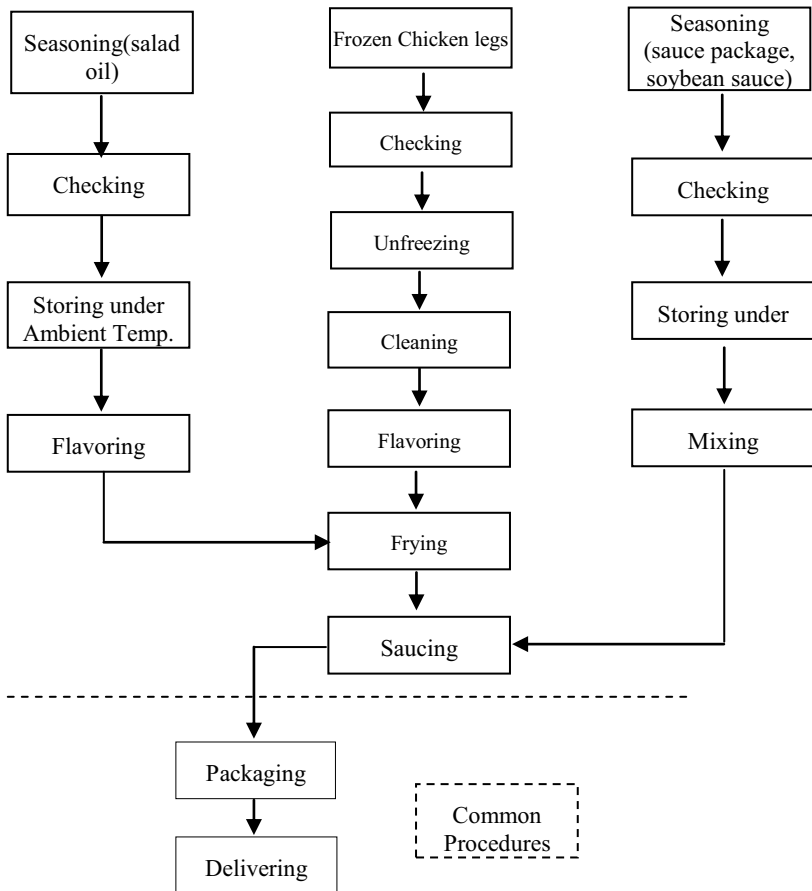 Seasoning(salad
oil)
Frozen Chicken legs
Seasoning
(sauce package,
soybean sauce)
Checking
Checking
Checking
Unfreezing
Storing under
Ambient Temp.
Storing under
Cleaning
Flavoring
Flavoring
Mixing
Frying
Saucing
Packaging
Common
Procedures
Delivering